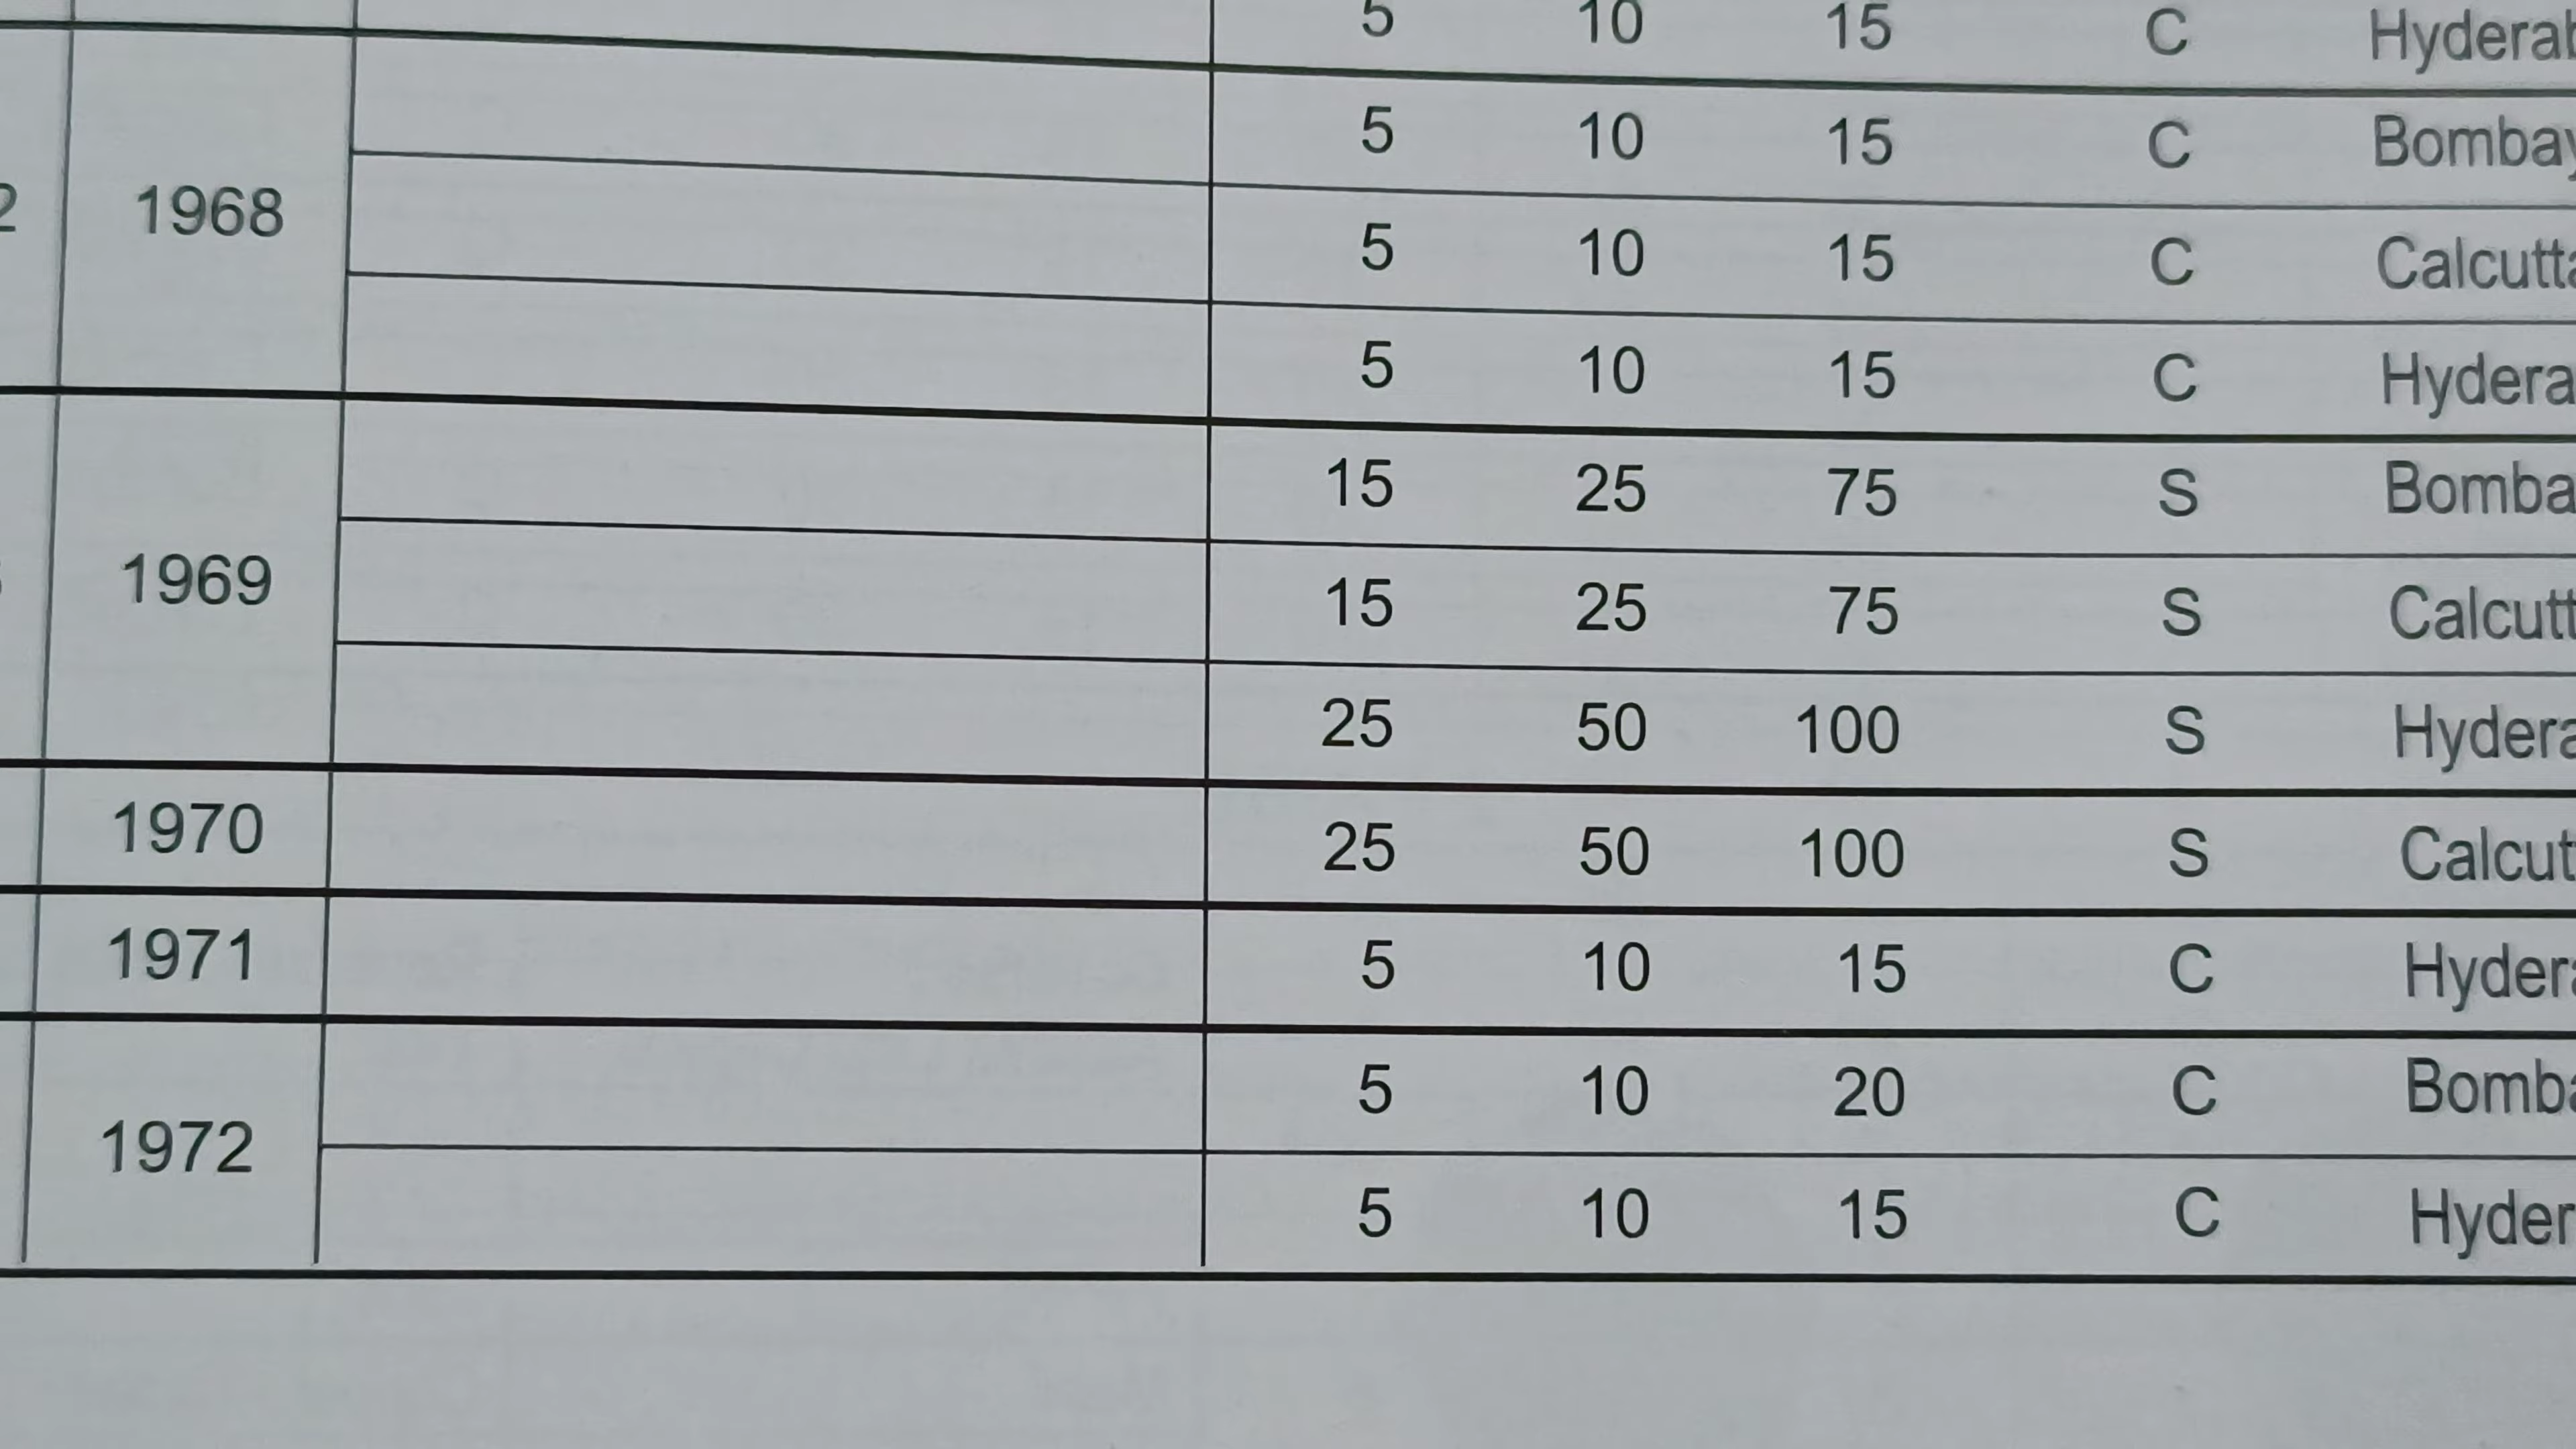 5 10 15 C
5 10 15 C Bombay
2 1968 5 10 15 C
5 10 15 C
15 25 75 S
1969 15 25 75 S
25 50 100 S
1970 25 50 100 S
1971 5 10 15 C
5 10 20 C
1972
5 10 15 C